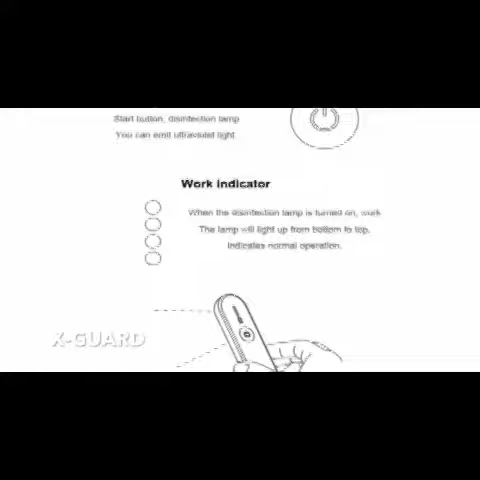 Start button, disinfection lamp
You can emit ultraviolet light
Work indicator
When the disinfection lamp is turned on, work
The lamp will light up from bottom to top,
Indicates normal operation.
X-GUARD